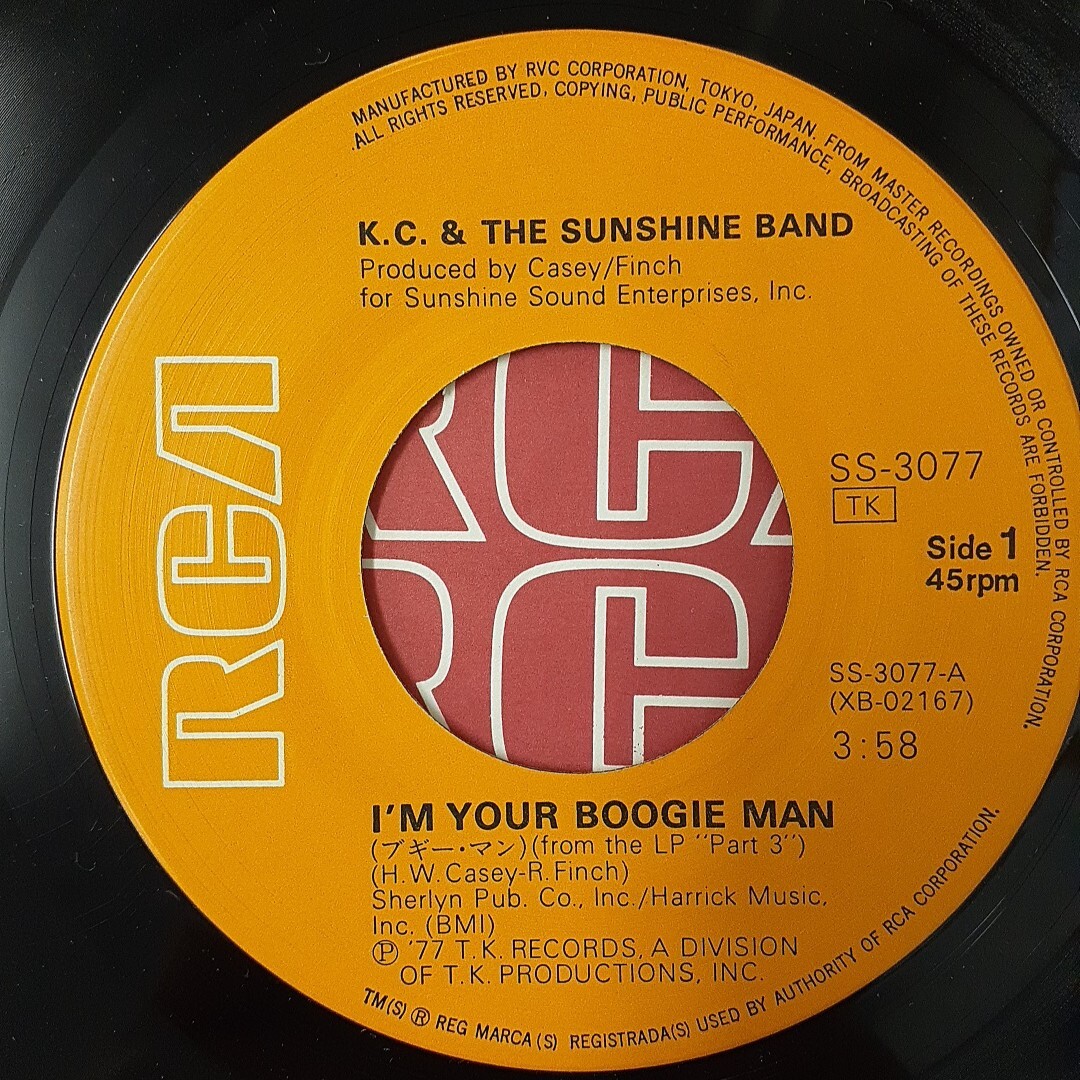 MANUFACTURED BY RVC CORPORATION, TOKYO, JAPAN. FROM MASTER RECORDINGS OWNED OR CONTROLLED BY RCA CORPORATION.
ALL RIGHTS RESERVED, COPYING, PUBLIC PERFORMANCE, BROADCASTING OF THESE RECORDS ARE FORBIDDEN.
K.C. & THE SUNSHINE BAND
Produced by Casey/Finch
for Sunshine Sound Enterprises, Inc.
RCA
SS-3077
TK
Side 1
45rpm
SS-3077-A
(XB-02167)
3:58
I'M YOUR BOOGIE MAN
(ブギー・マン)(from the LP "Part 3")
(H.W.Casey-R.Finch)
Sherlyn Pub. Co., Inc./Harrick Music,
Inc. (BMI)
Ⓟ '77 T.K. RECORDS, A DIVISION
OF T.K. PRODUCTIONS, INC.
TM(S) ® REG MARCA(S) REGISTRADA(S) USED BY AUTHORITY OF RCA CORPORATION.